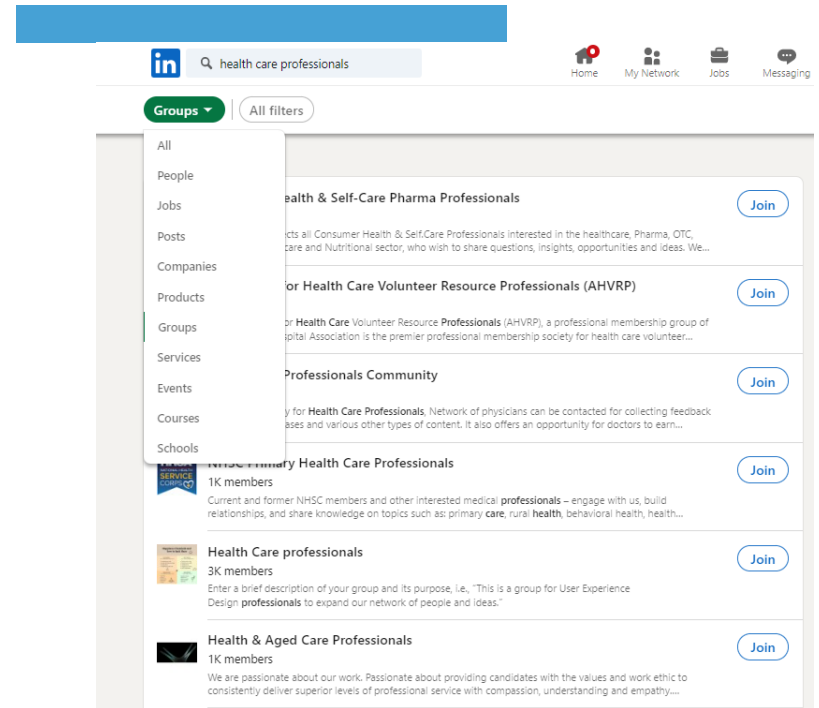 in
health care professionals
Home
My Network
Jobs
Messaging
Groups
All filters
All
People
Jobs
Posts
Companies
Products
Groups
Services
Events
Courses
Schools
ealth & Self-Care Pharma Professionals
Join
cts all Consumer Health & Self.Care Professionals interested in the healthcare, Pharma, OTC,
care and Nutritional sector, who wish to share questions, insights, opportunities and ideas. We...
or Health Care Volunteer Resource Professionals (AHVRP)
Join
or Health Care Volunteer Resource Professionals (AHVRP), a professional membership group of
spital Association is the premier professional membership society for health care volunteer...
Professionals Community
Join
y for Health Care Professionals, Network of physicians can be contacted for collecting feedback
ases and various other types of content. It also offers an opportunity for doctors to earn...
NHSC Primary Health Care Professionals
Join
SERVICE
CORPS
1K members
Current and former NHSC members and other interested medical professionals – engage with us, build
relationships, and share knowledge on topics such as: primary care, rural health, behavioral health, health...
Health Care professionals
Join
3K members
Enter a brief description of your group and its purpose, i.e., "This is a group for User Experience
Design professionals to expand our network of people and ideas."
Health & Aged Care Professionals
Join
1K members
We are passionate about our work. Passionate about providing candidates with the values and work ethic to
consistently deliver superior levels of professional service with compassion, understanding and empathy....